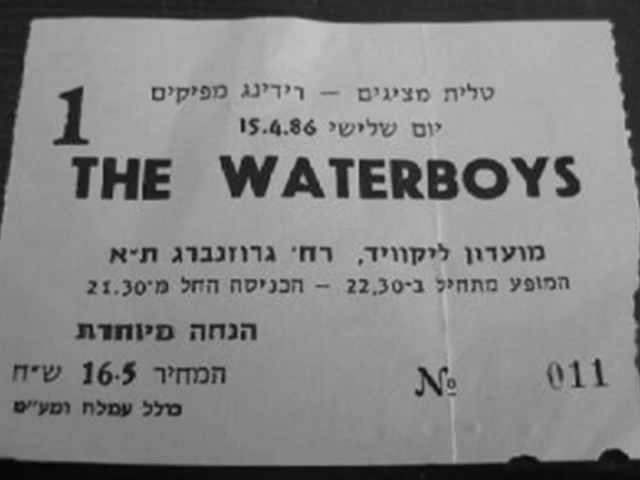 טלית מציגים – רידינג מפיקים
1
יום שלישי 15.4.86
THE WATERBOYS
מועדון ליקוויד, רח׳ גרוזנברג ת״א
המופע מתחיל ב-22.30 – הכניסה החל מ-21.30
הנחה מיוחדת
המחיר 16.5 ש״ח
כולל עמלה ומע״מ
№ 011